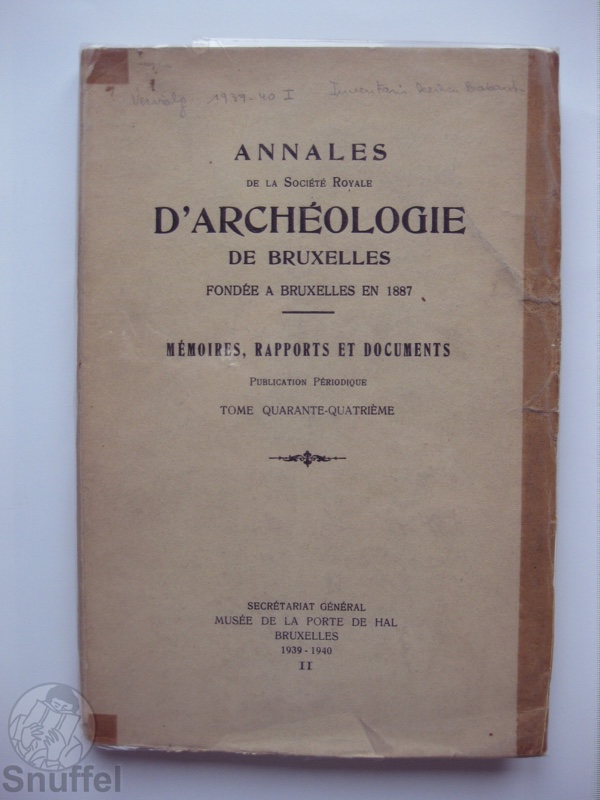 1939-40 I
ANNALES
DE LA SOCIÉTÉ ROYALE
D'ARCHÉOLOGIE
DE BRUXELLES
FONDÉE A BRUXELLES EN 1887
MÉMOIRES, RAPPORTS ET DOCUMENTS
PUBLICATION PÉRIODIQUE
TOME QUARANTE-QUATRIÈME
SECRÉTARIAT GÉNÉRAL
MUSÉE DE LA PORTE DE HAL
BRUXELLES
1939 - 1940
II
Snuffel